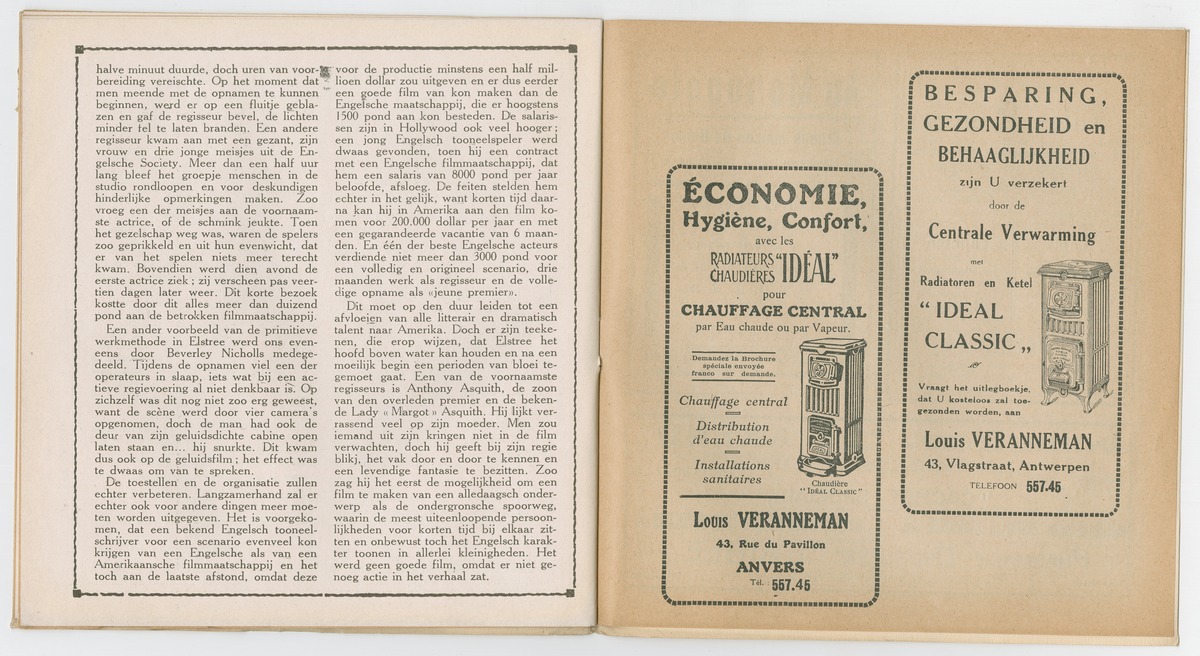 halve minuut duurde, doch uren van voor-
bereiding vereischte. Op het moment dat
men meende met de opnamen te kunnen
beginnen, werd er op een fluitje gebla-
zen en gaf de regisseur bevel, de lichten
minder fel te laten branden. Een andere
regisseur kwam aan met een gezant, zijn
vrouw en drie jonge meisjes uit de En-
gelsche Society. Meer dan een half uur
lang bleef het groepje menschen in de
studio rondloopen en voor deskundigen
hinderlijke opmerkingen maken. Zoo
vroeg een der meisjes aan de voornaam-
ste actrice, of de schmink jeukte. Toen
het gezelschap weg was, waren de spelers
zoo geprikkeld en uit hun evenwicht, dat
er van het spelen niets meer terecht
kwam. Bovendien werd dien avond de
eerste actrice ziek ; zij verscheen pas veer-
tien dagen later weer. Dit korte bezoek
kostte door dit alles meer dan duizend
pond aan de betrokken filmmaatschappij.
Een ander voorbeeld van de primitieve
werkmethode in Elstree werd ons even-
eens door Beverley Nicholls medege-
deeld. Tijdens de opnamen viel een der
operateurs in slaap, iets wat bij een ac-
tieve regievoering al niet denkbaar is. Op
zichzelf was dit nog niet zoo erg geweest,
want de scène werd door vier camera's
opgenomen, doch de man had ook de
deur van zijn geluidsdichte cabine open
laten staan en... hij snurkte. Dit kwam
dus ook op de geluidsfilm ; het effect was
te dwaas om van te spreken.
De toestellen en de organisatie zullen
echter verbeteren. Langzamerhand zal er
echter ook voor andere dingen meer moe-
ten worden uitgegeven. Het is voorgeko-
men, dat een bekend Engelsch tooneel-
schrijver voor een scenario evenveel kon
krijgen van een Engelsche als van een
Amerikaansche filmmaatschappij en het
toch aan de laatste afstond, omdat deze
voor de productie minstens een half mil-
lioen dollar zou uitgeven en er dus eerder
een goede film van kon maken dan de
Engelsche maatschappij, die er hoogstens
1500 pond aan kon besteden. De salaris-
sen zijn in Hollywood ook veel hooger ;
een jong Engelsch tooneelspeler werd
dwaas gevonden, toen hij een contract
met een Engelsche filmmaatschappij, dat
hem een salaris van 8000 pond per jaar
beloofde, afsloeg. De feiten stelden hem
echter in het gelijk, want korten tijd daar-
na kan hij in Amerika aan den film ko-
men voor 200.000 dollar per jaar en met
een gegarandeerde vacantie van 6 maan-
den. En één der beste Engelsche acteurs
verdiende niet meer dan 3000 pond voor
een volledig en origineel scenario, drie
maanden werk als regisseur en de volle-
dige opname als «jeune premier».
Dit moet op den duur leiden tot een
afvloeien van alle litterair en dramatisch
talent naar Amerika. Doch er zijn teeke-
nen, die erop wijzen, dat Elstree het
hoofd boven water kan houden en na een
moeilijk begin een perioden van bloei te-
gemoet gaat. Een van de voornaamste
regisseurs is Anthony Asquith, de zoon
van den overleden premier en de beken-
de Lady « Margot » Asquith. Hij lijkt ver-
rassend veel op zijn moeder. Men zou
iemand uit zijn kringen niet in de film
verwachten, doch hij geeft bij zijn regie
blikj, het vak door en door te kennen en
een levendige fantasie te bezitten. Zoo
zag hij het eerst de mogelijkheid om een
film te maken van een alledaagsch onder-
werp als de ondergronsche spoorweg,
waarin de meest uiteenloopende persoon-
lijkheden voor korten tijd bij elkaar zit-
ten en onbewust toch het Engelsch karak-
ter toonen in allerlei kleinigheden. Het
werd geen goede film, omdat er niet ge-
noeg actie in het verhaal zat.
ÉCONOMIE,
Hygiène, Confort,
avec les
RADIATEURS
CHAUDIÈRES "IDÉAL"
pour
CHAUFFAGE CENTRAL
par Eau chaude ou par Vapeur.
Demandez la Brochure
spéciale envoyée
franco sur demande.
Chauffage central
Distribution
d'eau chaude
Installations
sanitaires
Chaudière
"IDÉAL CLASSIC"
Louis VERANNEMAN
43, Rue du Pavillon
ANVERS
Tél. 557.45
BESPARING,
GEZONDHEID en
BEHAAGLIJKHEID
zijn U verzekert
door de
Centrale Verwarming
met
Radiatoren en Ketel
"IDEAL
CLASSIC„
Vraagt het uitlegboekje,
dat U kosteloos zal toe-
gezonden worden, aan
Louis VERANNEMAN
43, Vlagstraat, Antwerpen
TELEFOON 557.45